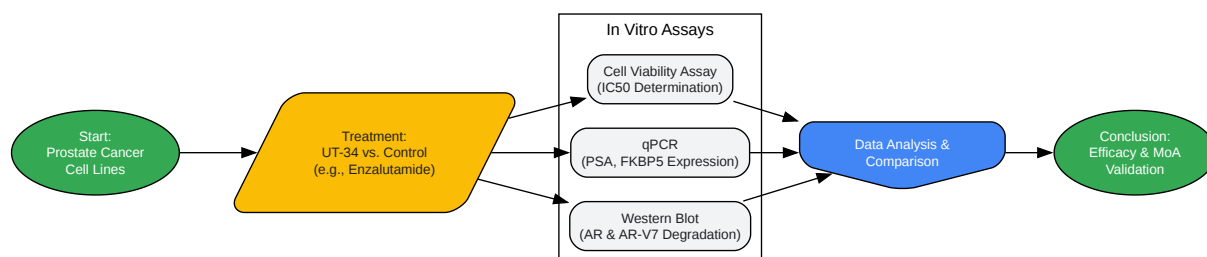 Start:
Prostate Cancer
Cell Lines
Treatment:
UT-34 vs. Control
(e.g., Enzalutamide)
In Vitro Assays
Cell Viability Assay
(IC50 Determination)
qPCR
(PSA, FKBP5 Expression)
Western Blot
(AR & AR-V7 Degradation)
Data Analysis &
Comparison
Conclusion:
Efficacy & MoA
Validation